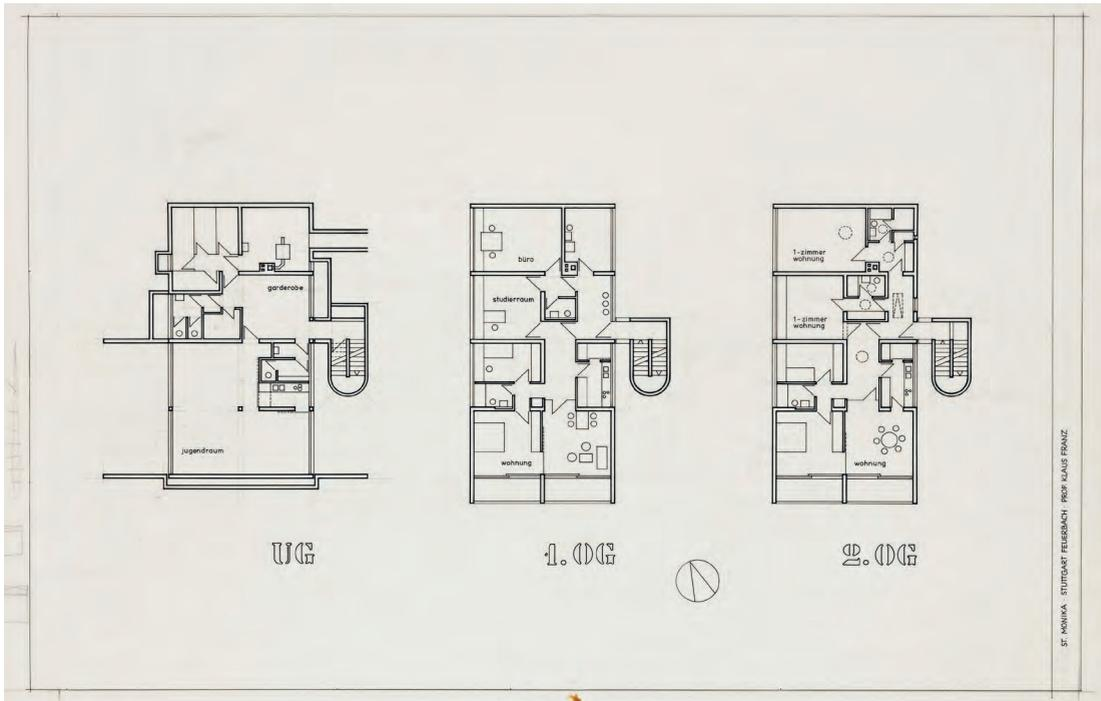 garderobe
jugendraum
UG
büro
studierraum
wohnung
1. OG
1-zimmer
wohnung
1-zimmer
wohnung
wohnung
2. OG
ST. MONIKA · STUTTGART FEUERBACH · PROF. KLAUS FRANZ